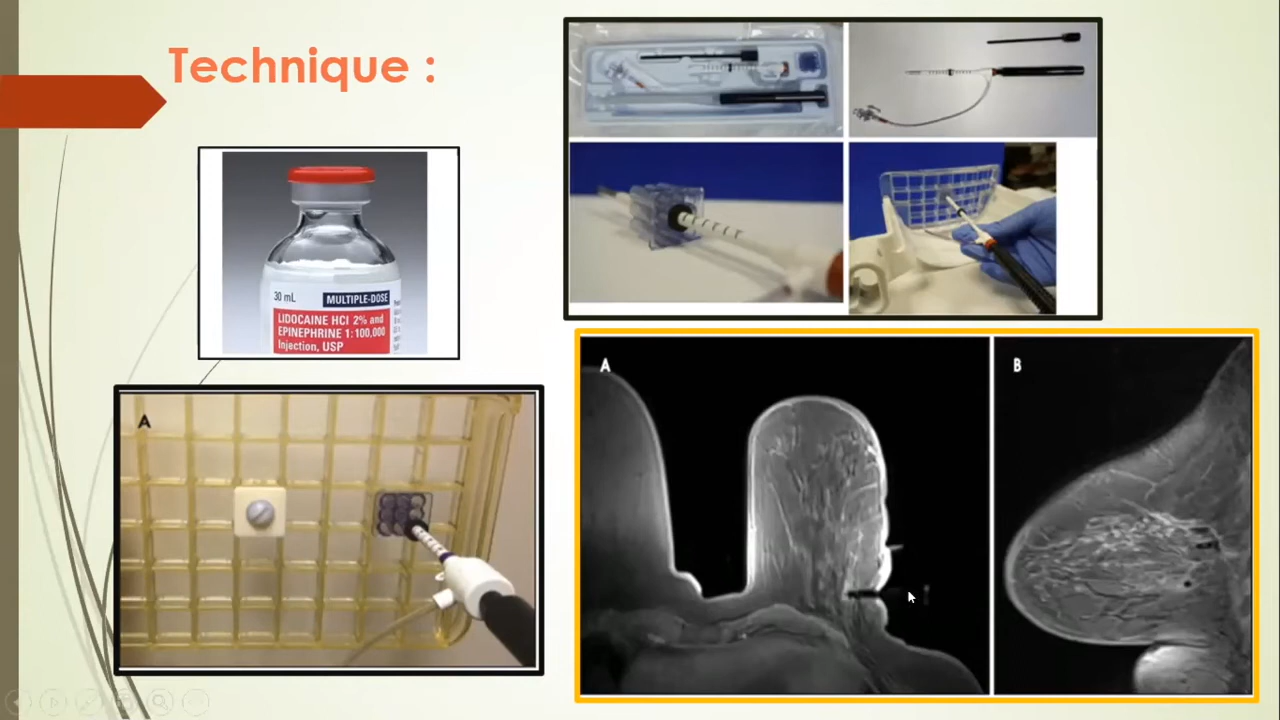 Technique :
30 mL
MULTIPLE-DOSE
LIDOCAINE HCl 2% and
EPINEPHRINE 1:100,000
Injection, USP
A
A
B